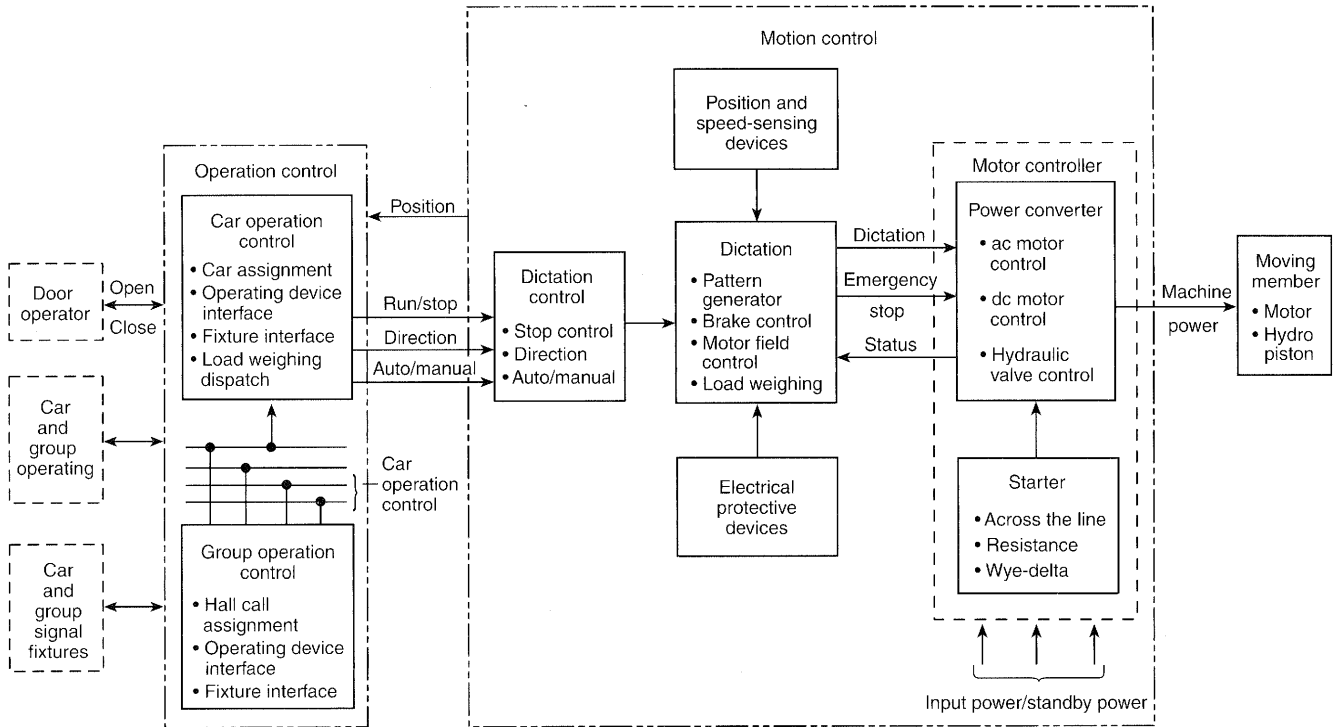 Motion control
Position and
speed-sensing
devices
Operation control
Motor controller
Car operation
control
• Car assignment
• Operating device
interface
• Fixture interface
• Load weighing
dispatch
Position
Power converter
• ac motor
control
• dc motor
control
• Hydraulic
valve control
Door
operator
Open
Close
Run/stop
Direction
Auto/manual
Dictation
control
• Stop control
• Direction
• Auto/manual
Dictation
• Pattern
generator
• Brake control
• Motor field
control
• Load weighing
Dictation
Emergency
stop
Status
Machine
power
Moving
member
• Motor
• Hydro
piston
Car
and
group
operating
Car
operation
control
Electrical
protective
devices
Starter
• Across the line
• Resistance
• Wye-delta
Car
and
group
signal
fixtures
Group operation
control
• Hall call
assignment
• Operating device
interface
• Fixture interface
Input power/standby power